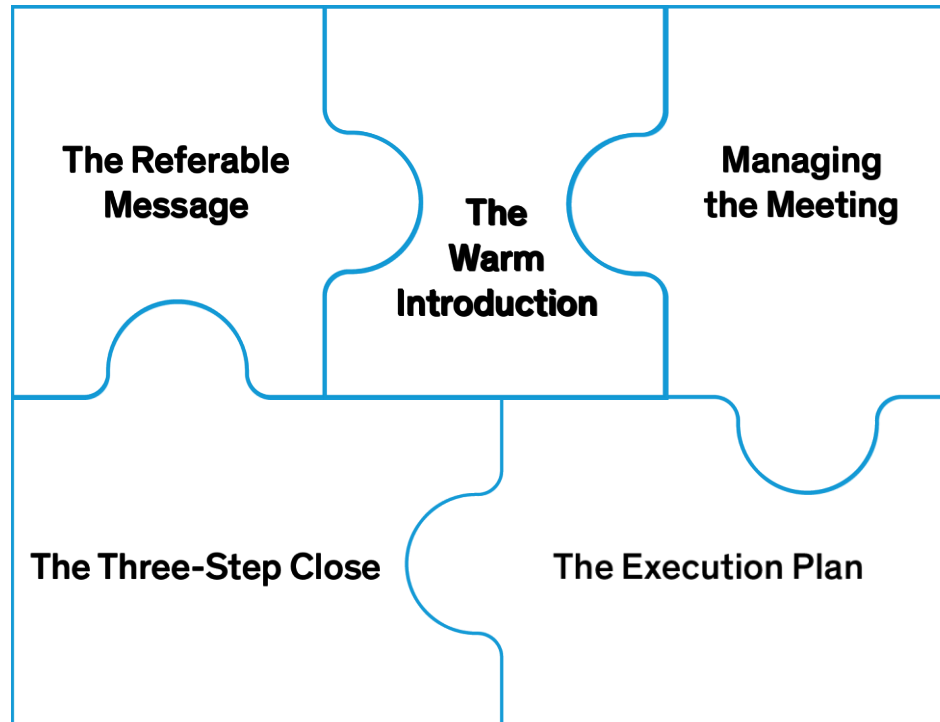 The Referable
Message
The
Warm
Introduction
Managing
the Meeting
The Three-Step Close
The Execution Plan